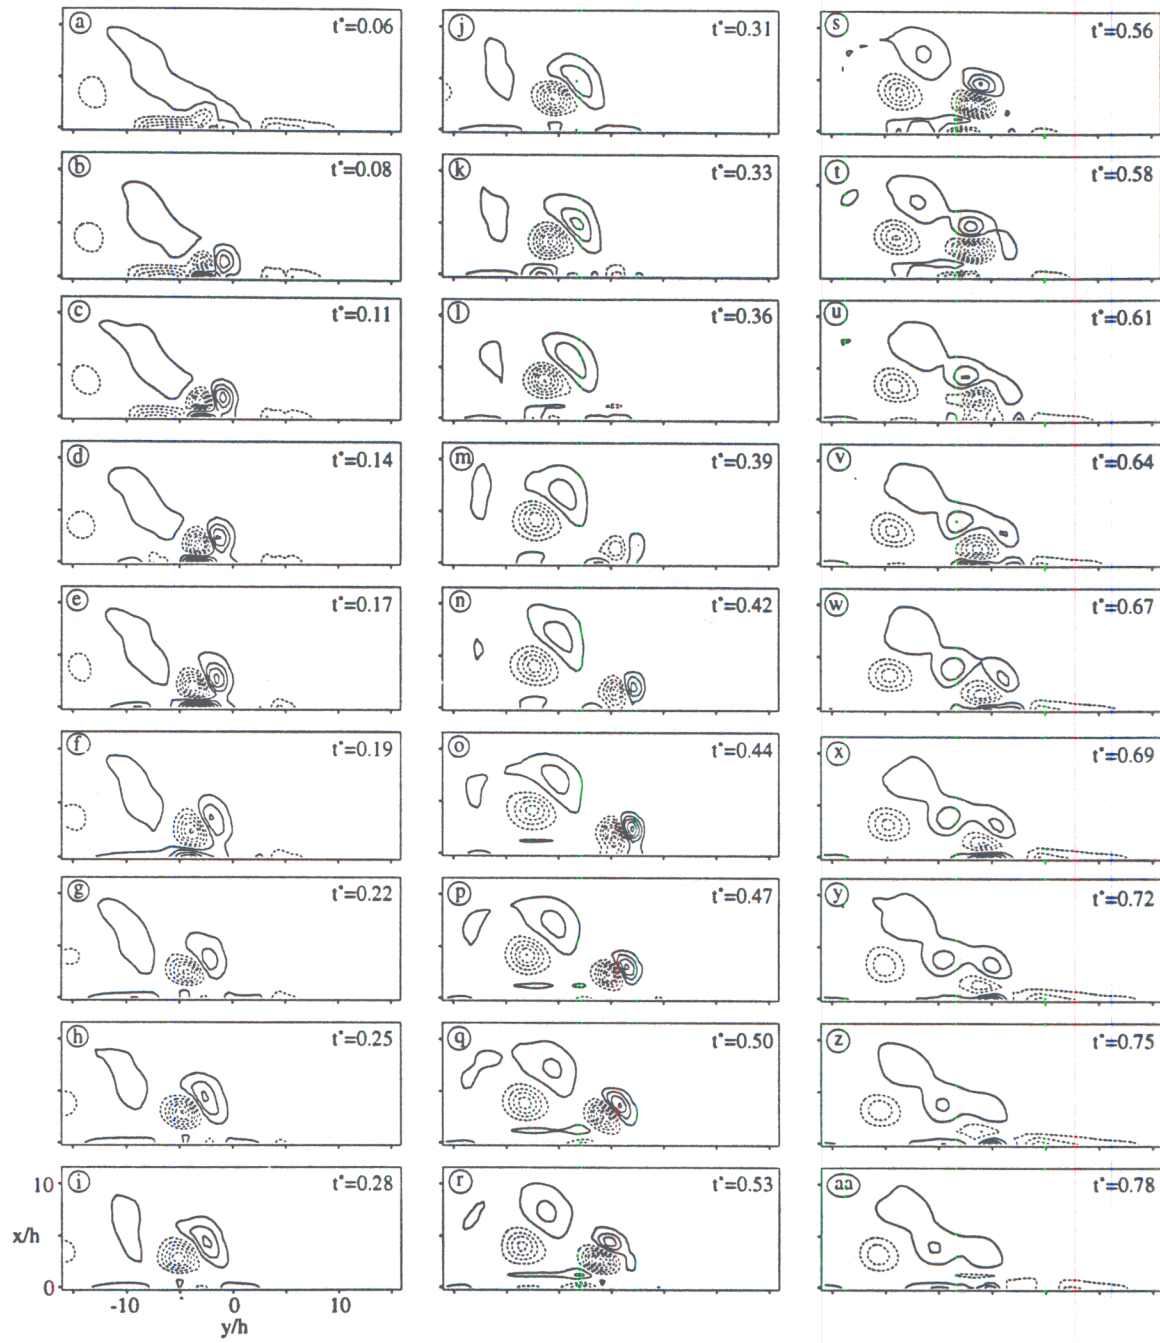 a t*=0.06
j t*=0.31
s t*=0.56
b t*=0.08
k t*=0.33
t t*=0.58
c t*=0.11
l t*=0.36
u t*=0.61
d t*=0.14
m t*=0.39
v t*=0.64
e t*=0.17
n t*=0.42
w t*=0.67
f t*=0.19
o t*=0.44
x t*=0.69
g t*=0.22
p t*=0.47
y t*=0.72
h t*=0.25
q t*=0.50
z t*=0.75
i t*=0.28
r t*=0.53
aa t*=0.78
10
x/h
0
-10 0 10
y/h